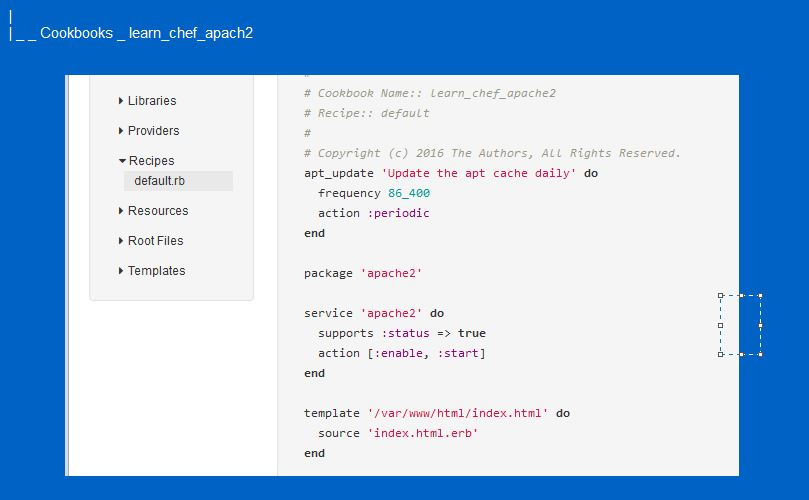 |
|_ _ Cookbooks _ learn_chef_apach2
Libraries
Providers
Recipes
default.rb
Resources
Root Files
Templates
#
# Cookbook Name:: learn_chef_apache2
# Recipe:: default
#
# Copyright (c) 2016 The Authors, All Rights Reserved.
apt_update 'Update the apt cache daily' do
  frequency 86_400
  action :periodic
end

package 'apache2'

service 'apache2' do
  supports :status => true
  action [:enable, :start]
end

template '/var/www/html/index.html' do
  source 'index.html.erb'
end